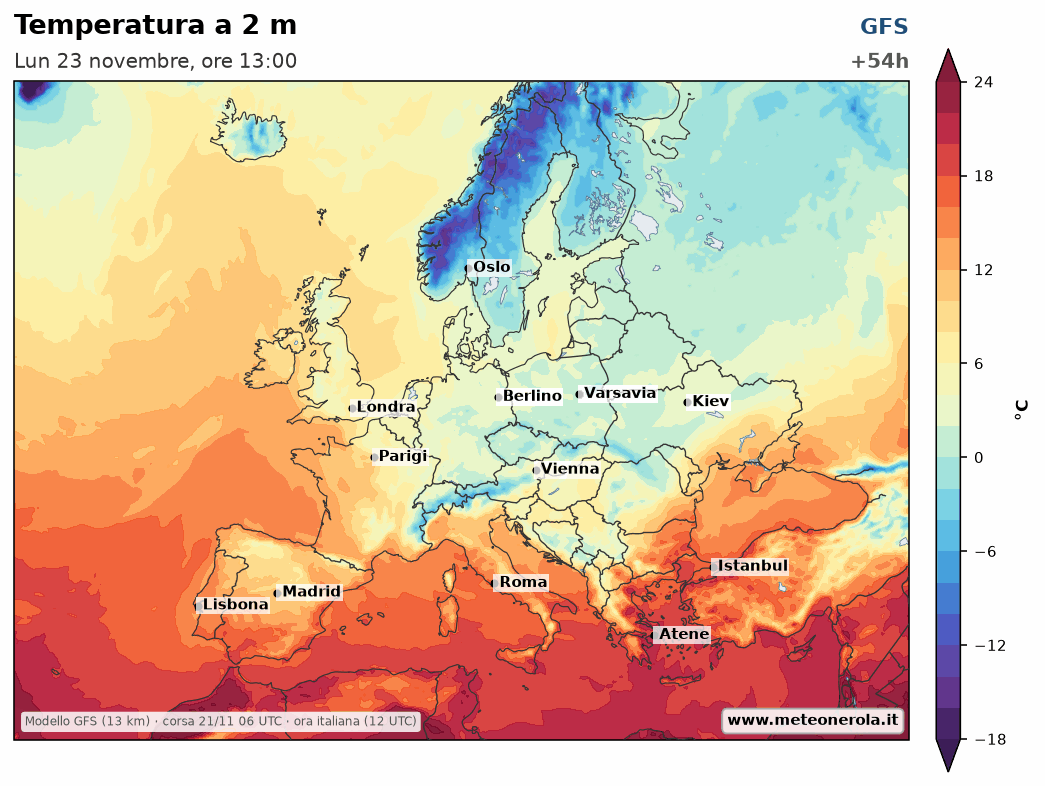 Temperatura a 2 m
GFS
Lun 23 novembre, ore 13:00
+54h
24
18
12
6
0
−6
−12
−18
°C
Oslo
Berlino
Varsavia
Kiev
Londra
Parigi
Vienna
Istanbul
Roma
Madrid
Lisbona
Atene
Modello GFS (13 km) · corsa 21/11 06 UTC · ora italiana (12 UTC)
www.meteonerola.it